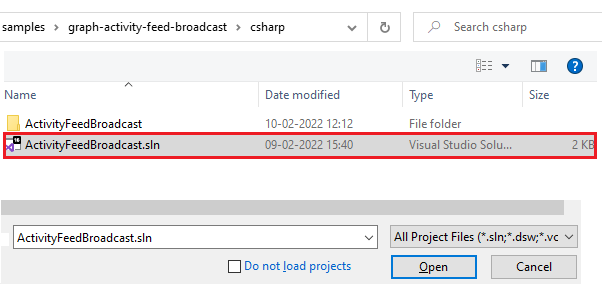 samples › graph-activity-feed-broadcast › csharp Search csharp
Name Date modified Type Size
ActivityFeedBroadcast 10-02-2022 12:12 File folder
ActivityFeedBroadcast.sln 09-02-2022 15:40 Visual Studio Solu... 2 KB
ActivityFeedBroadcast.sln All Project Files (*.sln;*.dsw;*.vc
Do not load projects Open Cancel